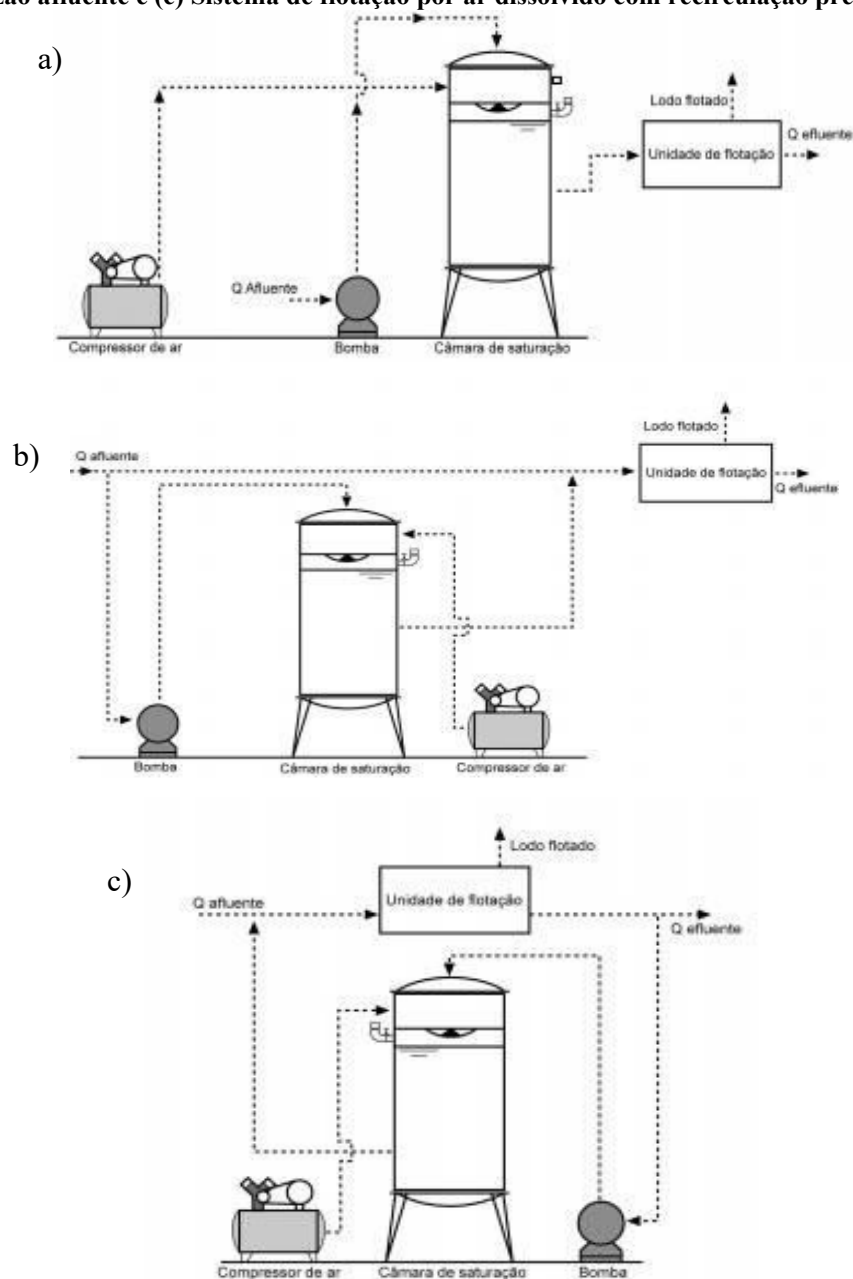 afluente e (c) Sistema de flotação por ar dissolvido com recirculação
a)
Lodo flotado
Q efluente
Unidade de flotação
Q Afluente
Compressor de ar
Bomba
Câmara de saturação
b)
Q afluente
Lodo flotado
Unidade de flotação
Q efluente
Bomba
Câmara de saturação
Compressor de ar
c)
Lodo flotado
Q afluente
Unidade de flotação
Q efluente
Compressor de ar
Câmara de saturação
Bomba